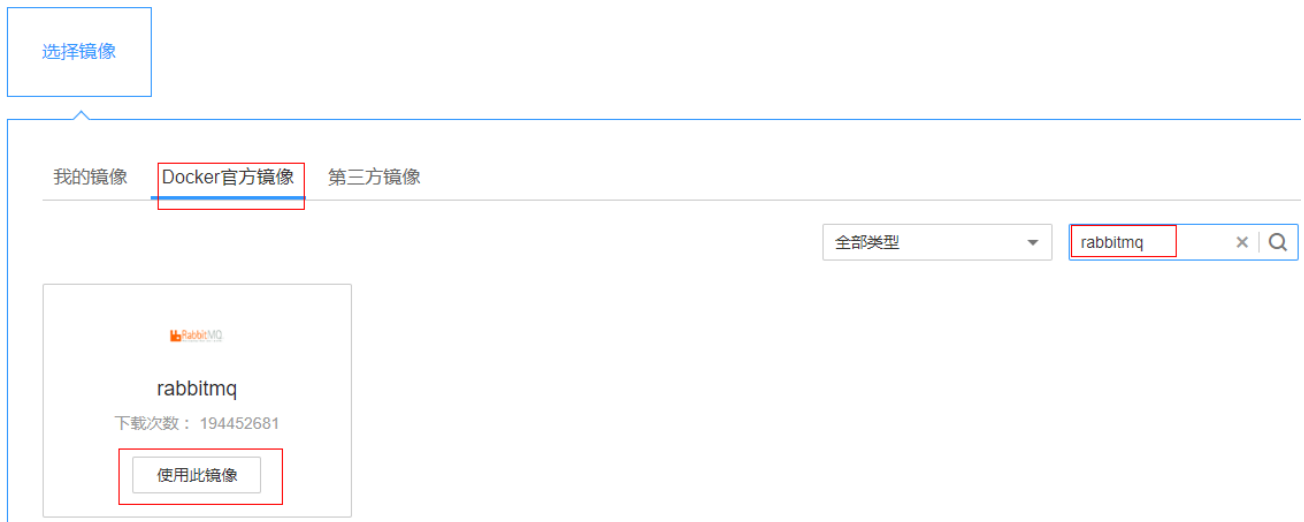 选择镜像
我的镜像 Docker官方镜像 第三方镜像
全部类型 rabbitmq
RabbitMQ
rabbitmq
下载次数： 194452681
使用此镜像